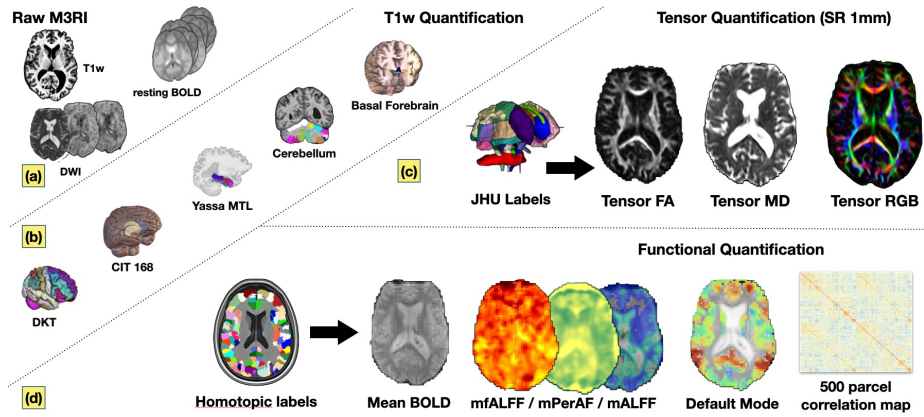 Raw M3RI
T1w
resting BOLD
DWI
(a)
T1w Quantification
Basal Forebrain
Cerebellum
Yassa MTL
CIT 168
DKT
(b)
Tensor Quantification (SR 1mm)
JHU Labels
Tensor FA
Tensor MD
Tensor RGB
(c)
Functional Quantification
Homotopic labels
Mean BOLD
mfALFF / mPerAF / mALFF
Default Mode
500 parcel
correlation map
(d)